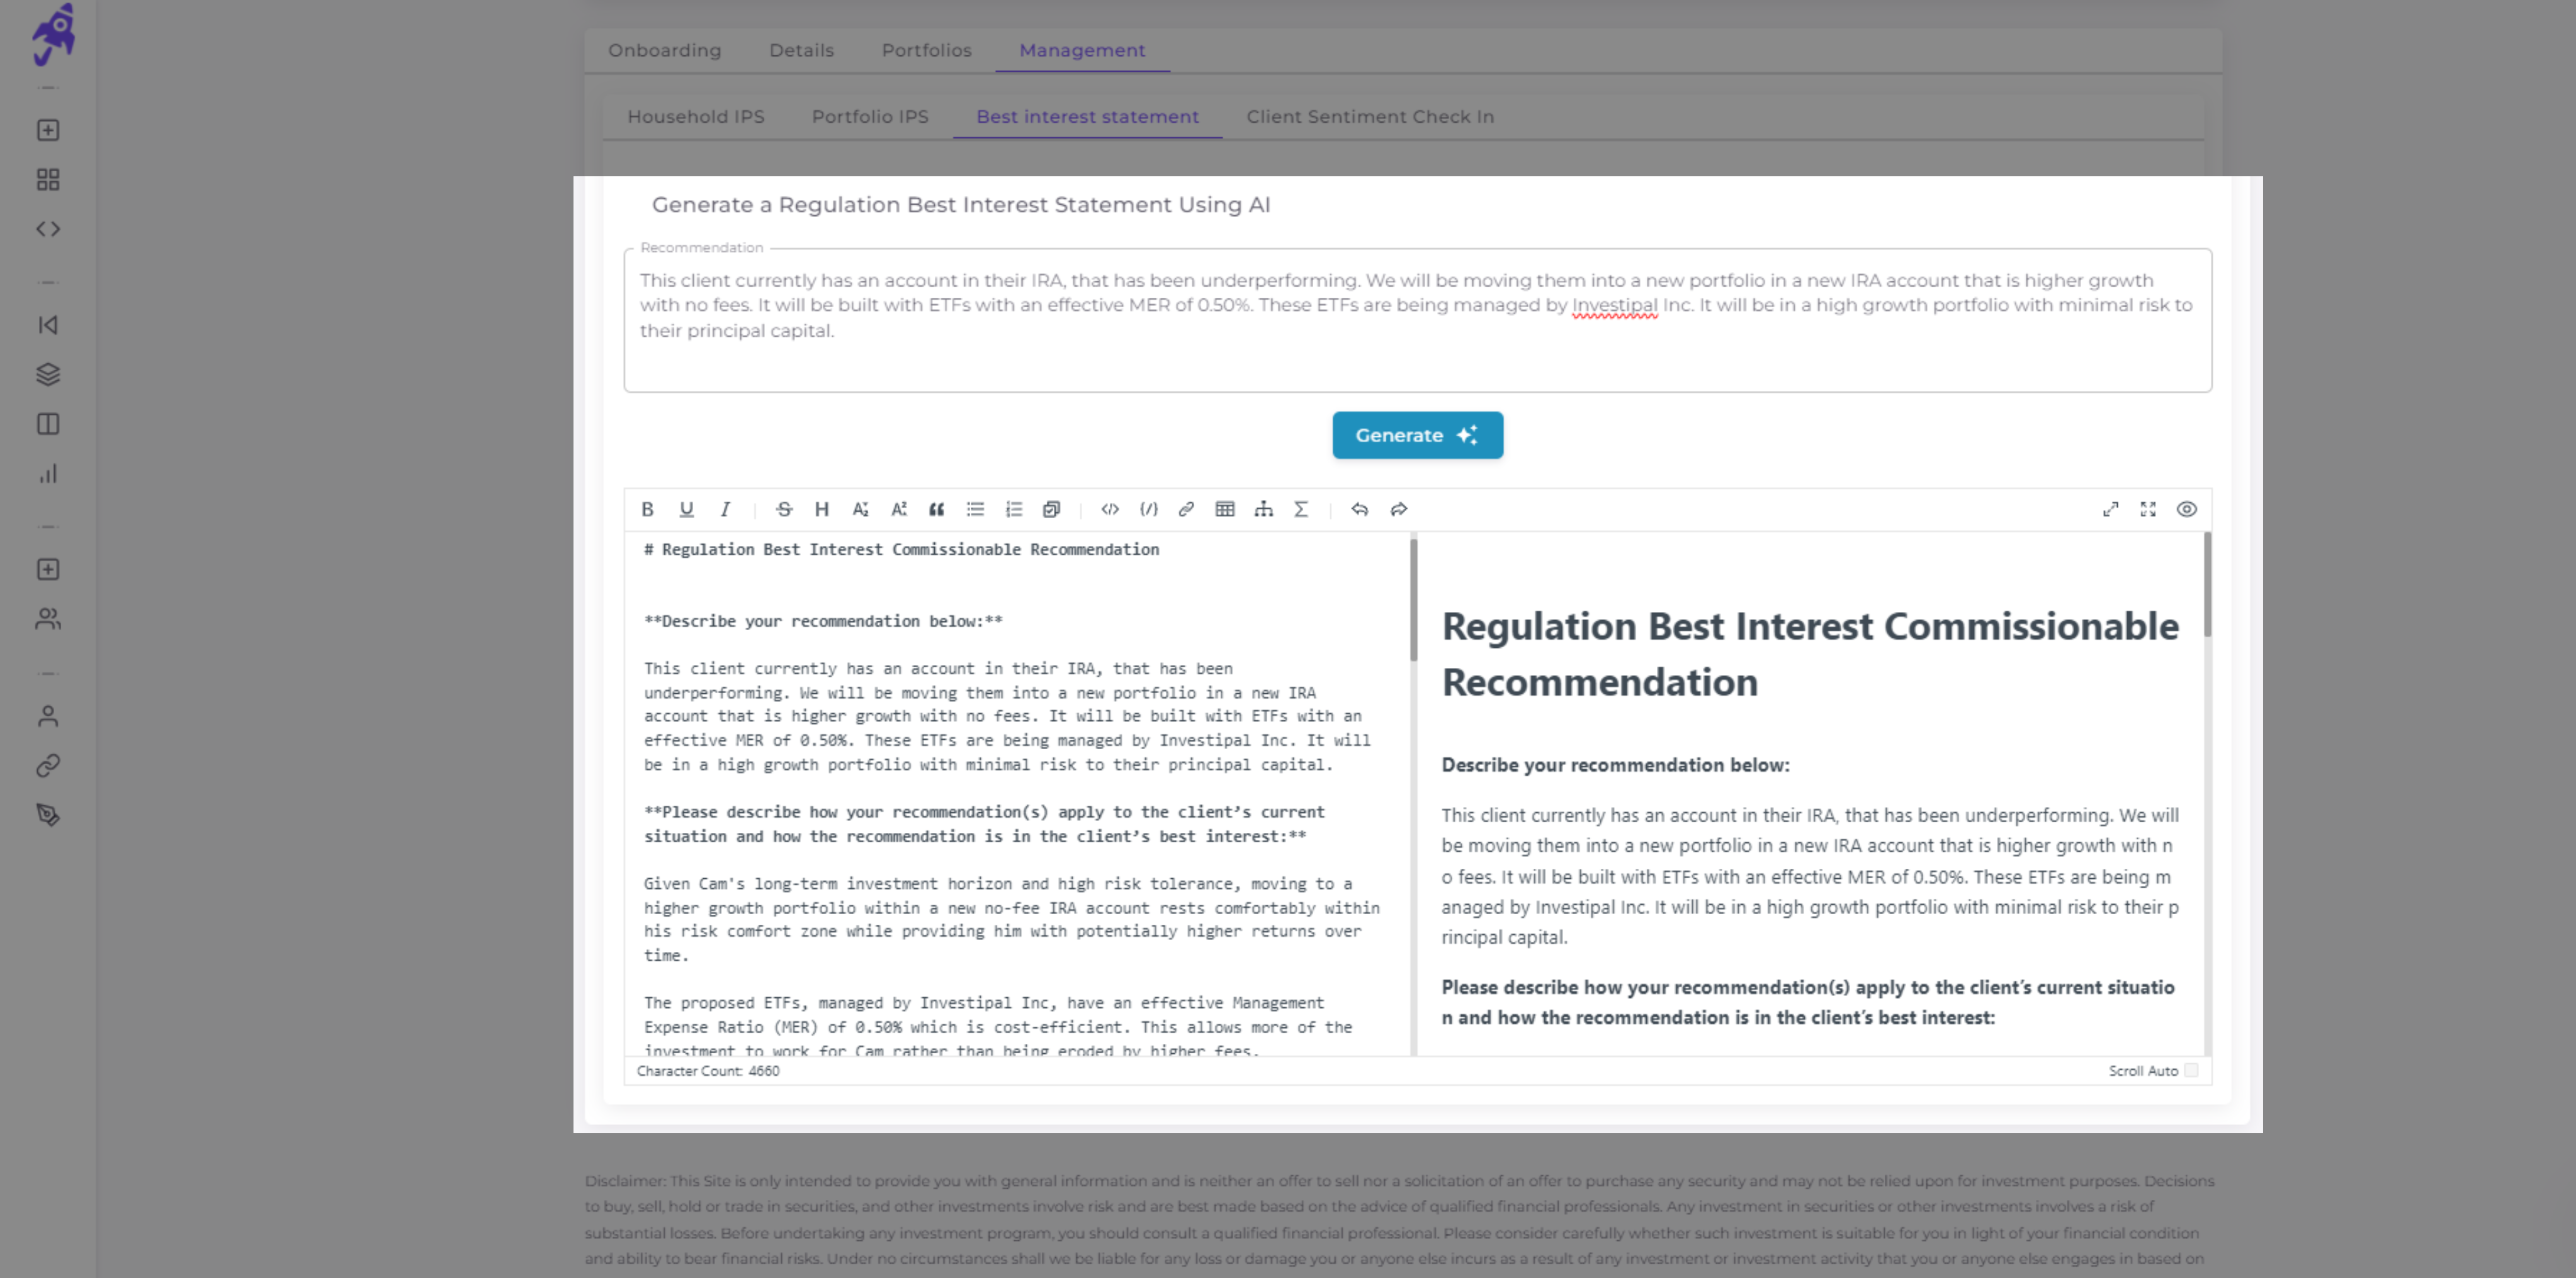 Onboarding Details Portfolios Management
Household IPS Portfolio IPS Best interest statement Client Sentiment Check In
Generate a Regulation Best Interest Statement Using AI
Recommendation
This client currently has an account in their IRA, that has been underperforming. We will be moving them into a new portfolio in a new IRA account that is higher growth
with no fees. It will be built with ETFs with an effective MER of 0.50%. These ETFs are being managed by Investipal Inc. It will be in a high growth portfolio with minimal risk to
their principal capital.
Generate
# Regulation Best Interest Commissionable Recommendation
**Describe your recommendation below:**
This client currently has an account in their IRA, that has been
underperforming. We will be moving them into a new portfolio in a new IRA
account that is higher growth with no fees. It will be built with ETFs with an
effective MER of 0.50%. These ETFs are being managed by Investipal Inc. It will
be in a high growth portfolio with minimal risk to their principal capital.
**Please describe how your recommendation(s) apply to the client’s current
situation and how the recommendation is in the client’s best interest:**
Given Cam's long-term investment horizon and high risk tolerance, moving to a
higher growth portfolio within a new no-fee IRA account rests comfortably within
his risk comfort zone while providing him with potentially higher returns over
time.
The proposed ETFs, managed by Investipal Inc, have an effective Management
Expense Ratio (MER) of 0.50% which is cost-efficient. This allows more of the
investment to work for Cam rather than being eroded by higher fees.
Regulation Best Interest Commissionable
Recommendation
Describe your recommendation below:
This client currently has an account in their IRA, that has been underperforming. We will
be moving them into a new portfolio in a new IRA account that is higher growth with n
o fees. It will be built with ETFs with an effective MER of 0.50%. These ETFs are being m
anaged by Investipal Inc. It will be in a high growth portfolio with minimal risk to their p
rincipal capital.
Please describe how your recommendation(s) apply to the client’s current situatio
n and how the recommendation is in the client’s best interest:
Character Count: 4660
Scroll Auto
Disclaimer: This Site is only intended to provide you with general information and is neither an offer to sell nor a solicitation of an offer to purchase any security and may not be relied upon for investment purposes. Decisions
to buy, sell, hold or trade in securities, and other investments involve risk and are best made based on the advice of qualified financial professionals. Any investment in securities or other investments involves a risk of
substantial losses. Before undertaking any investment program, you should consult a qualified financial professional. Please consider carefully whether such investment is suitable for you in light of your financial condition
and ability to bear financial risks. Under no circumstances shall we be liable for any loss or damage you or anyone else incurs as a result of any investment or investment activity that you or anyone else engages in based on